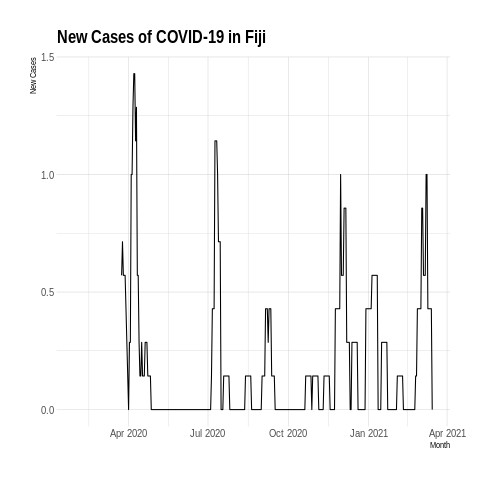 New Cases of COVID-19 in Fiji
New Cases
1.5
1.0
0.5
0.0
Apr 2020 Jul 2020 Oct 2020 Jan 2021 Apr 2021
Month